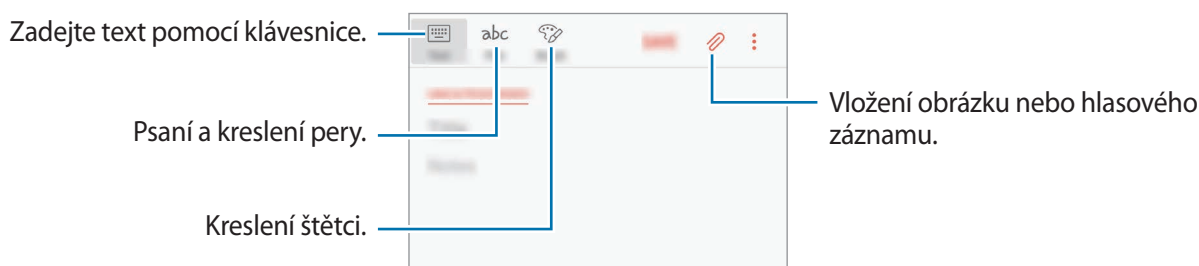 Zadejte text pomocí klávesnice.
abc
Psaní a kreslení pery.
Vložení obrázku nebo hlasového
záznamu.
Kreslení štětci.